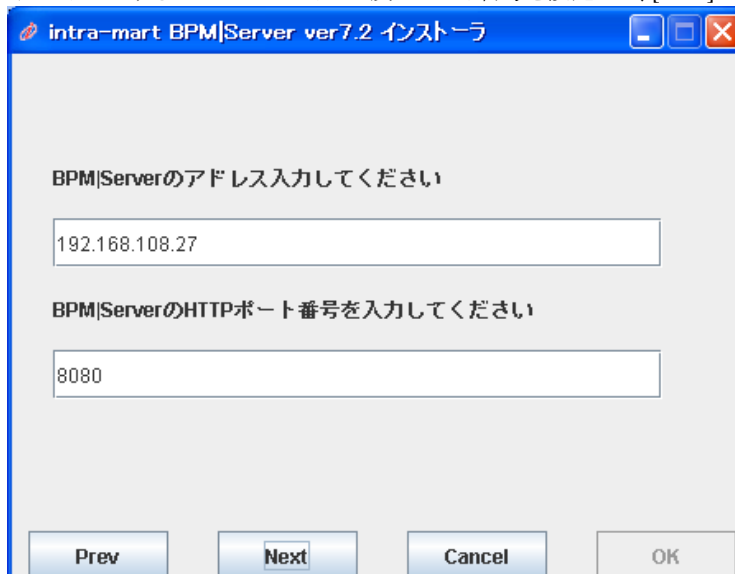 intra-mart BPM|Server ver7.2 インストーラ
BPM|Serverのアドレス入力してください
192.168.108.27
BPM|ServerのHTTPポート番号を入力してください
8080
Prev Next Cancel OK